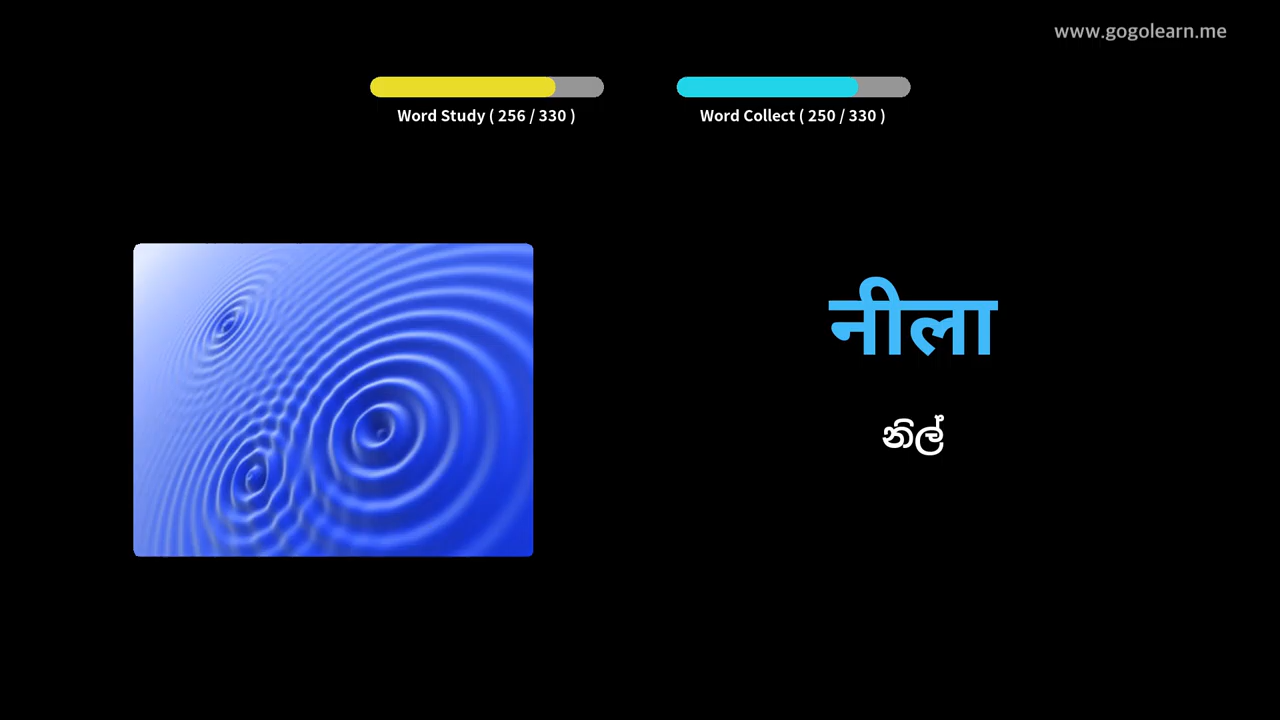 www.gogolearn.me
Word Study ( 256 / 330 )
Word Collect ( 250 / 330 )
नीला
නිල්